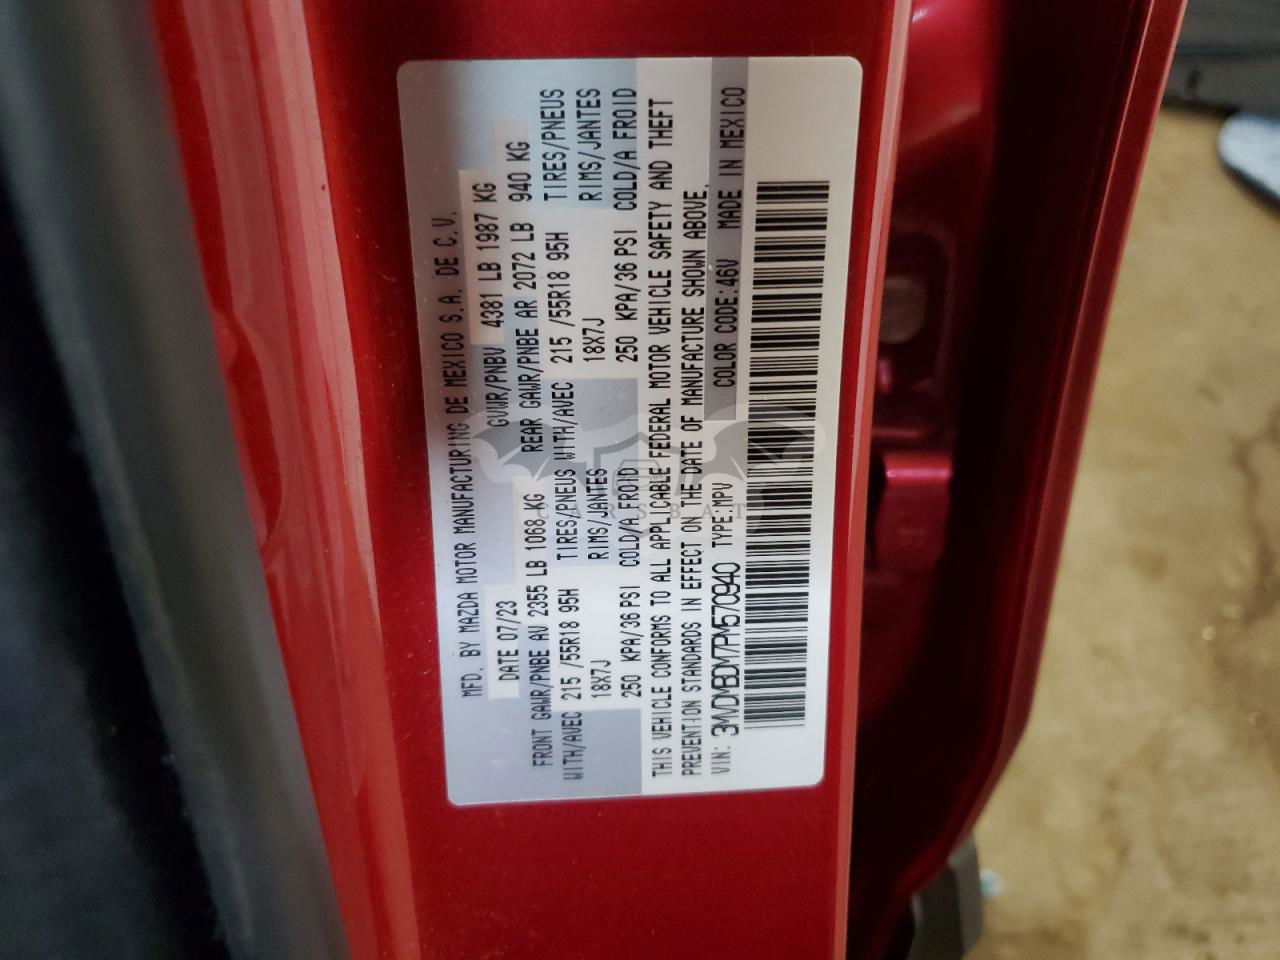 MFD. BY MAZDA MOTOR MANUFACTURING DE MEXICO S.A. DE C.V.
DATE 07/23 GVWR/PNBV 4381 LB 1987 KG
FRONT GAWR/PNBE AV 2355 LB 1068 KG REAR GAWR/PNBE AR 2072 LB 940 KG
WITH/AVEC 215 /55R18 95H TIRES/PNEUS WITH/AVEC 215 /55R18 95H TIRES/PNEUS
18X7J RIMS/JANTES 18X7J RIMS/JANTES
250 KPA/36 PSI COLD/A FROID 250 KPA/36 PSI COLD/A FROID
THIS VEHICLE CONFORMS TO ALL APPLICABLE FEDERAL MOTOR VEHICLE SAFETY AND THEFT
PREVENTION STANDARDS IN EFFECT ON THE DATE OF MANUFACTURE SHOWN ABOVE.
VIN: 3MVDMBDM7PM570940 TYPE:MPV COLOR CODE:46V MADE IN MEXICO
CARSBAT